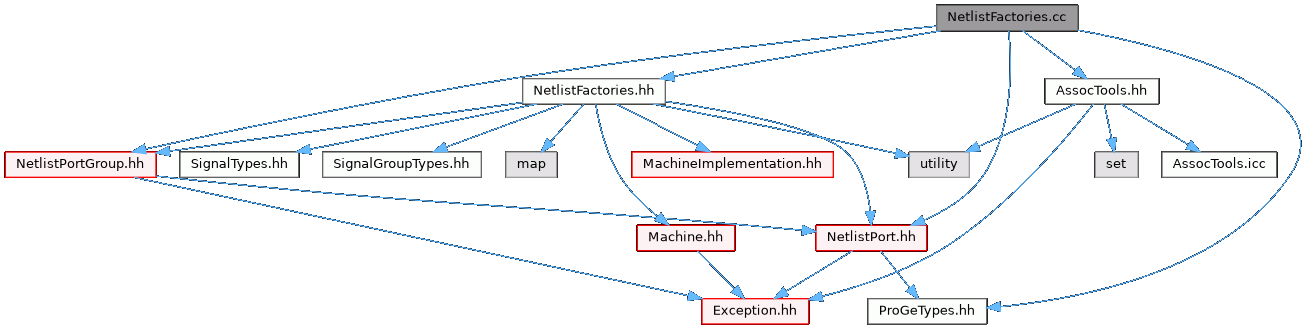 NetlistFactories.cc
NetlistFactories.hh
AssocTools.hh
NetlistPortGroup.hh
SignalTypes.hh
SignalGroupTypes.hh
map
MachineImplementation.hh
utility
set
AssocTools.icc
Machine.hh
NetlistPort.hh
Exception.hh
ProGeTypes.hh